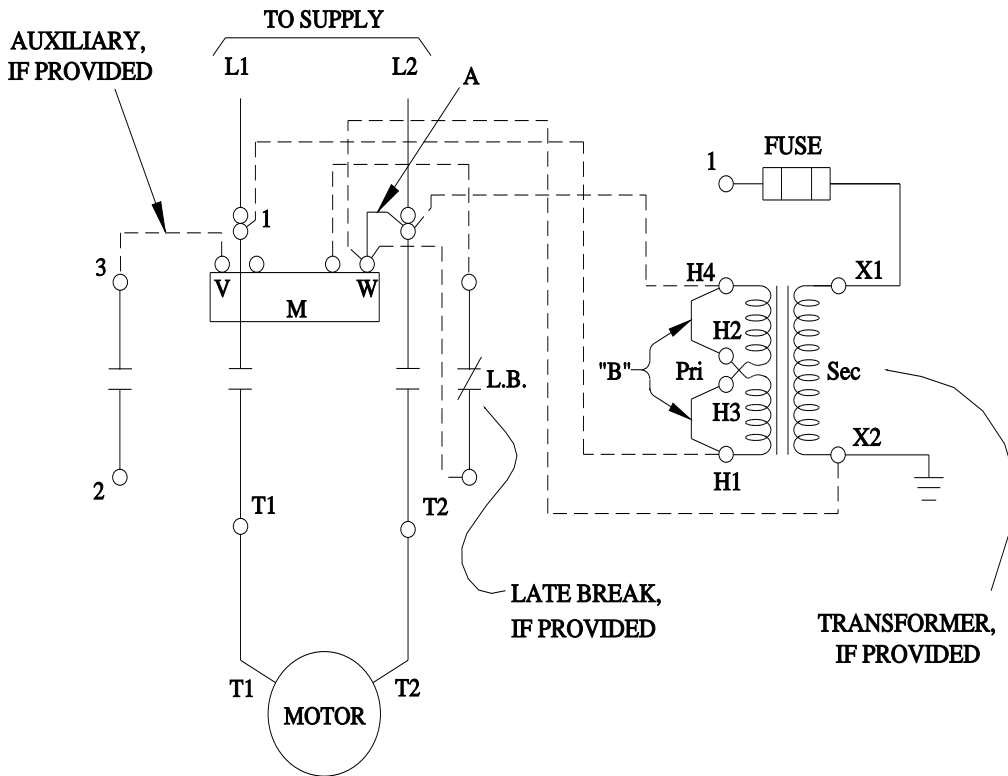 TO SUPPLY
AUXILIARY,
IF PROVIDED
L1
L2
A
FUSE
1
1
3
V
W
M
H4
X1
H2
"B"
Pri
Sec
L.B.
H3
X2
H1
2
T1
T2
LATE BREAK,
IF PROVIDED
TRANSFORMER,
IF PROVIDED
T1
T2
MOTOR